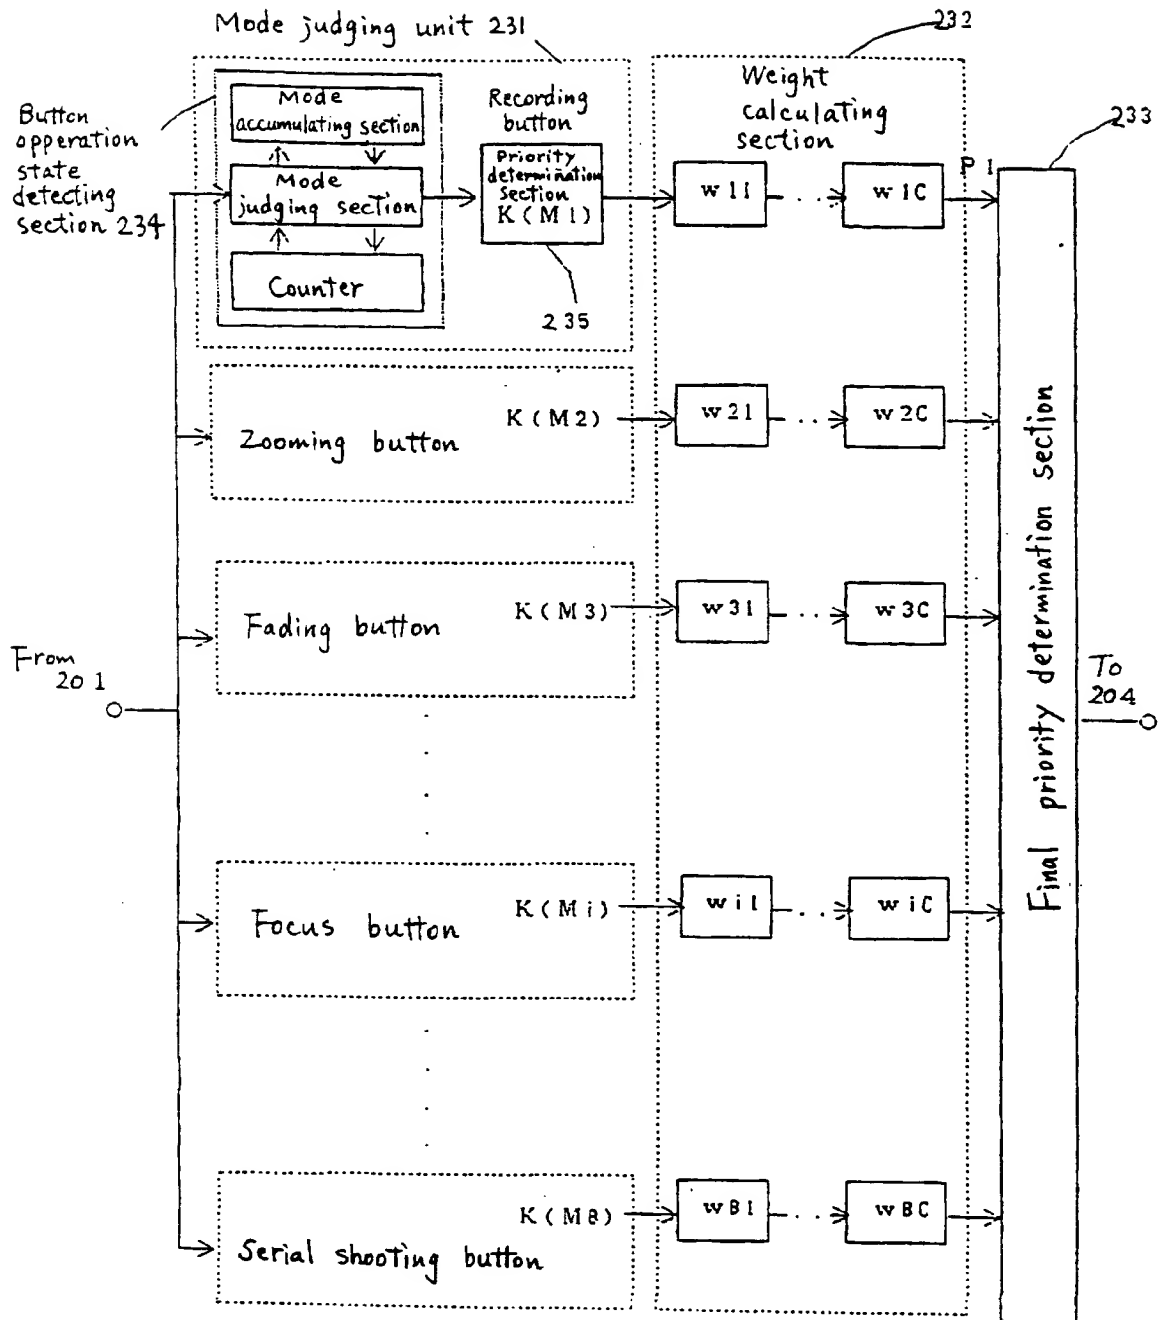 Mode judging unit 231
232
233
Button
opperation
state
detecting
section 234
Mode
accumulating section
Mode
judging section
Counter
Recording
button
Priority
determination
section
K(M1)
235
Weight
calculating
section
w11
...
w1C
P1
Zooming button
K(M2)
w21
...
w2C
Fading button
K(M3)
w31
...
w3C
From
201
To
204
Final priority determination section
Focus button
K(Mi)
wi1
...
wiC
Serial shooting button
K(MB)
wB1
...
wBC